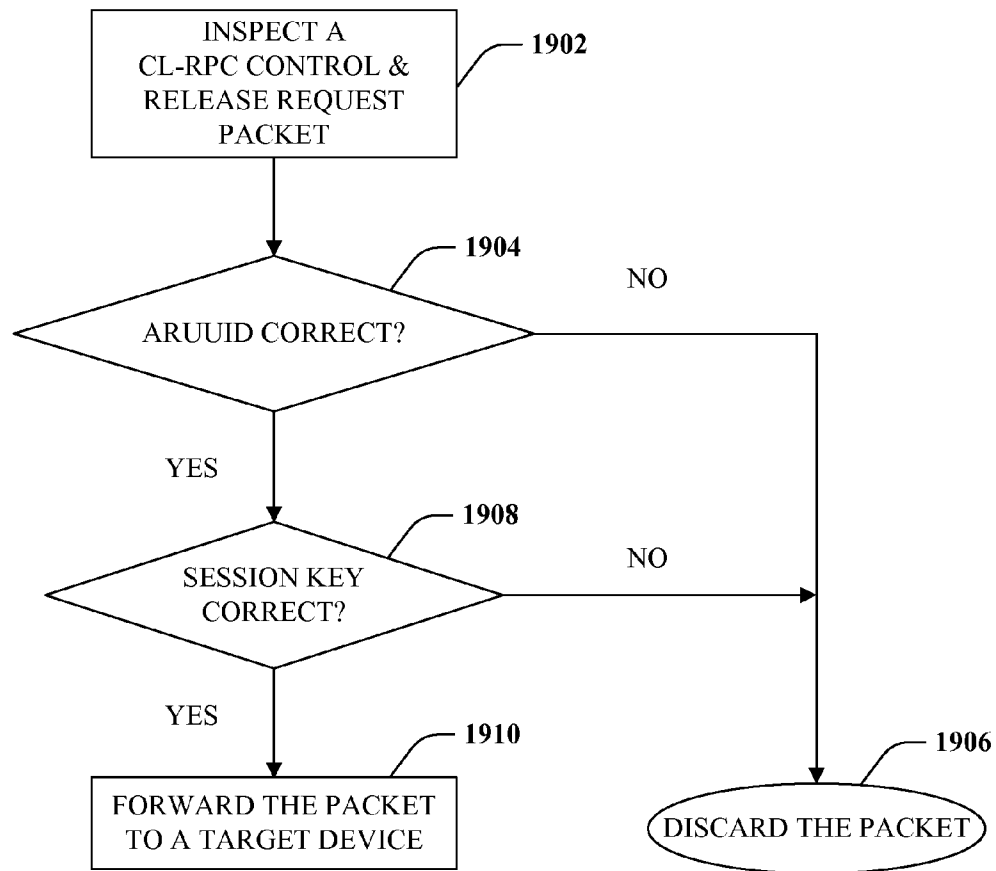 INSPECT A
CL-RPC CONTROL &
RELEASE REQUEST
PACKET
1902
1904
NO
ARUUID CORRECT?
YES
1908
NO
SESSION KEY
CORRECT?
YES
1910
1906
FORWARD THE PACKET
TO A TARGET DEVICE
DISCARD THE PACKET